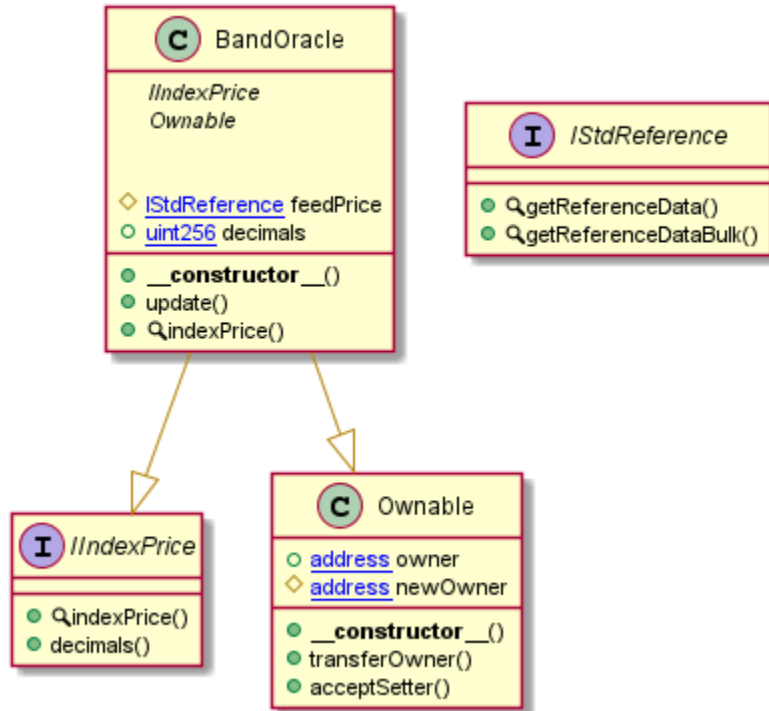 C BandOracle
IIndexPrice
Ownable
IStdReference feedPrice
uint256 decimals
__constructor__()
update()
indexPrice()
I IStdReference
getReferenceData()
getReferenceDataBulk()
I IIndexPrice
indexPrice()
decimals()
C Ownable
address owner
address newOwner
__constructor__()
transferOwner()
acceptSetter()